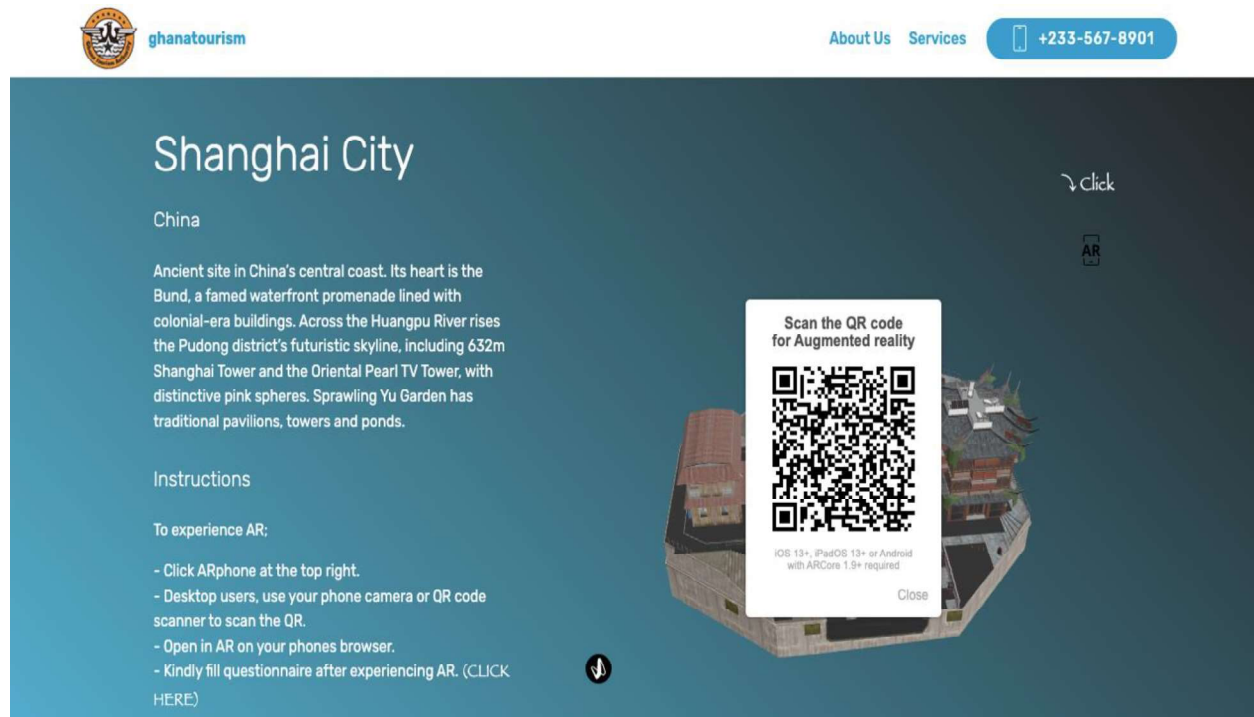 ghanatourism
About Us Services +233-567-8901
Shanghai City
China
Click
AR
Ancient site in China's central coast. Its heart is the
Bund, a famed waterfront promenade lined with
colonial-era buildings. Across the Huangpu River rises
the Pudong district's futuristic skyline, including 632m
Shanghai Tower and the Oriental Pearl TV Tower, with
distinctive pink spheres. Sprawling Yu Garden has
traditional pavilions, towers and ponds.
Scan the QR code
for Augmented reality
iOS 13+, iPadOS 13+ or Android
with ARCore 1.9+ required
Close
Instructions
To experience AR;
- Click ARphone at the top right.
- Desktop users, use your phone camera or QR code
scanner to scan the QR.
- Open in AR on your phones browser.
- Kindly fill questionnaire after experiencing AR. (CLICK
HERE)